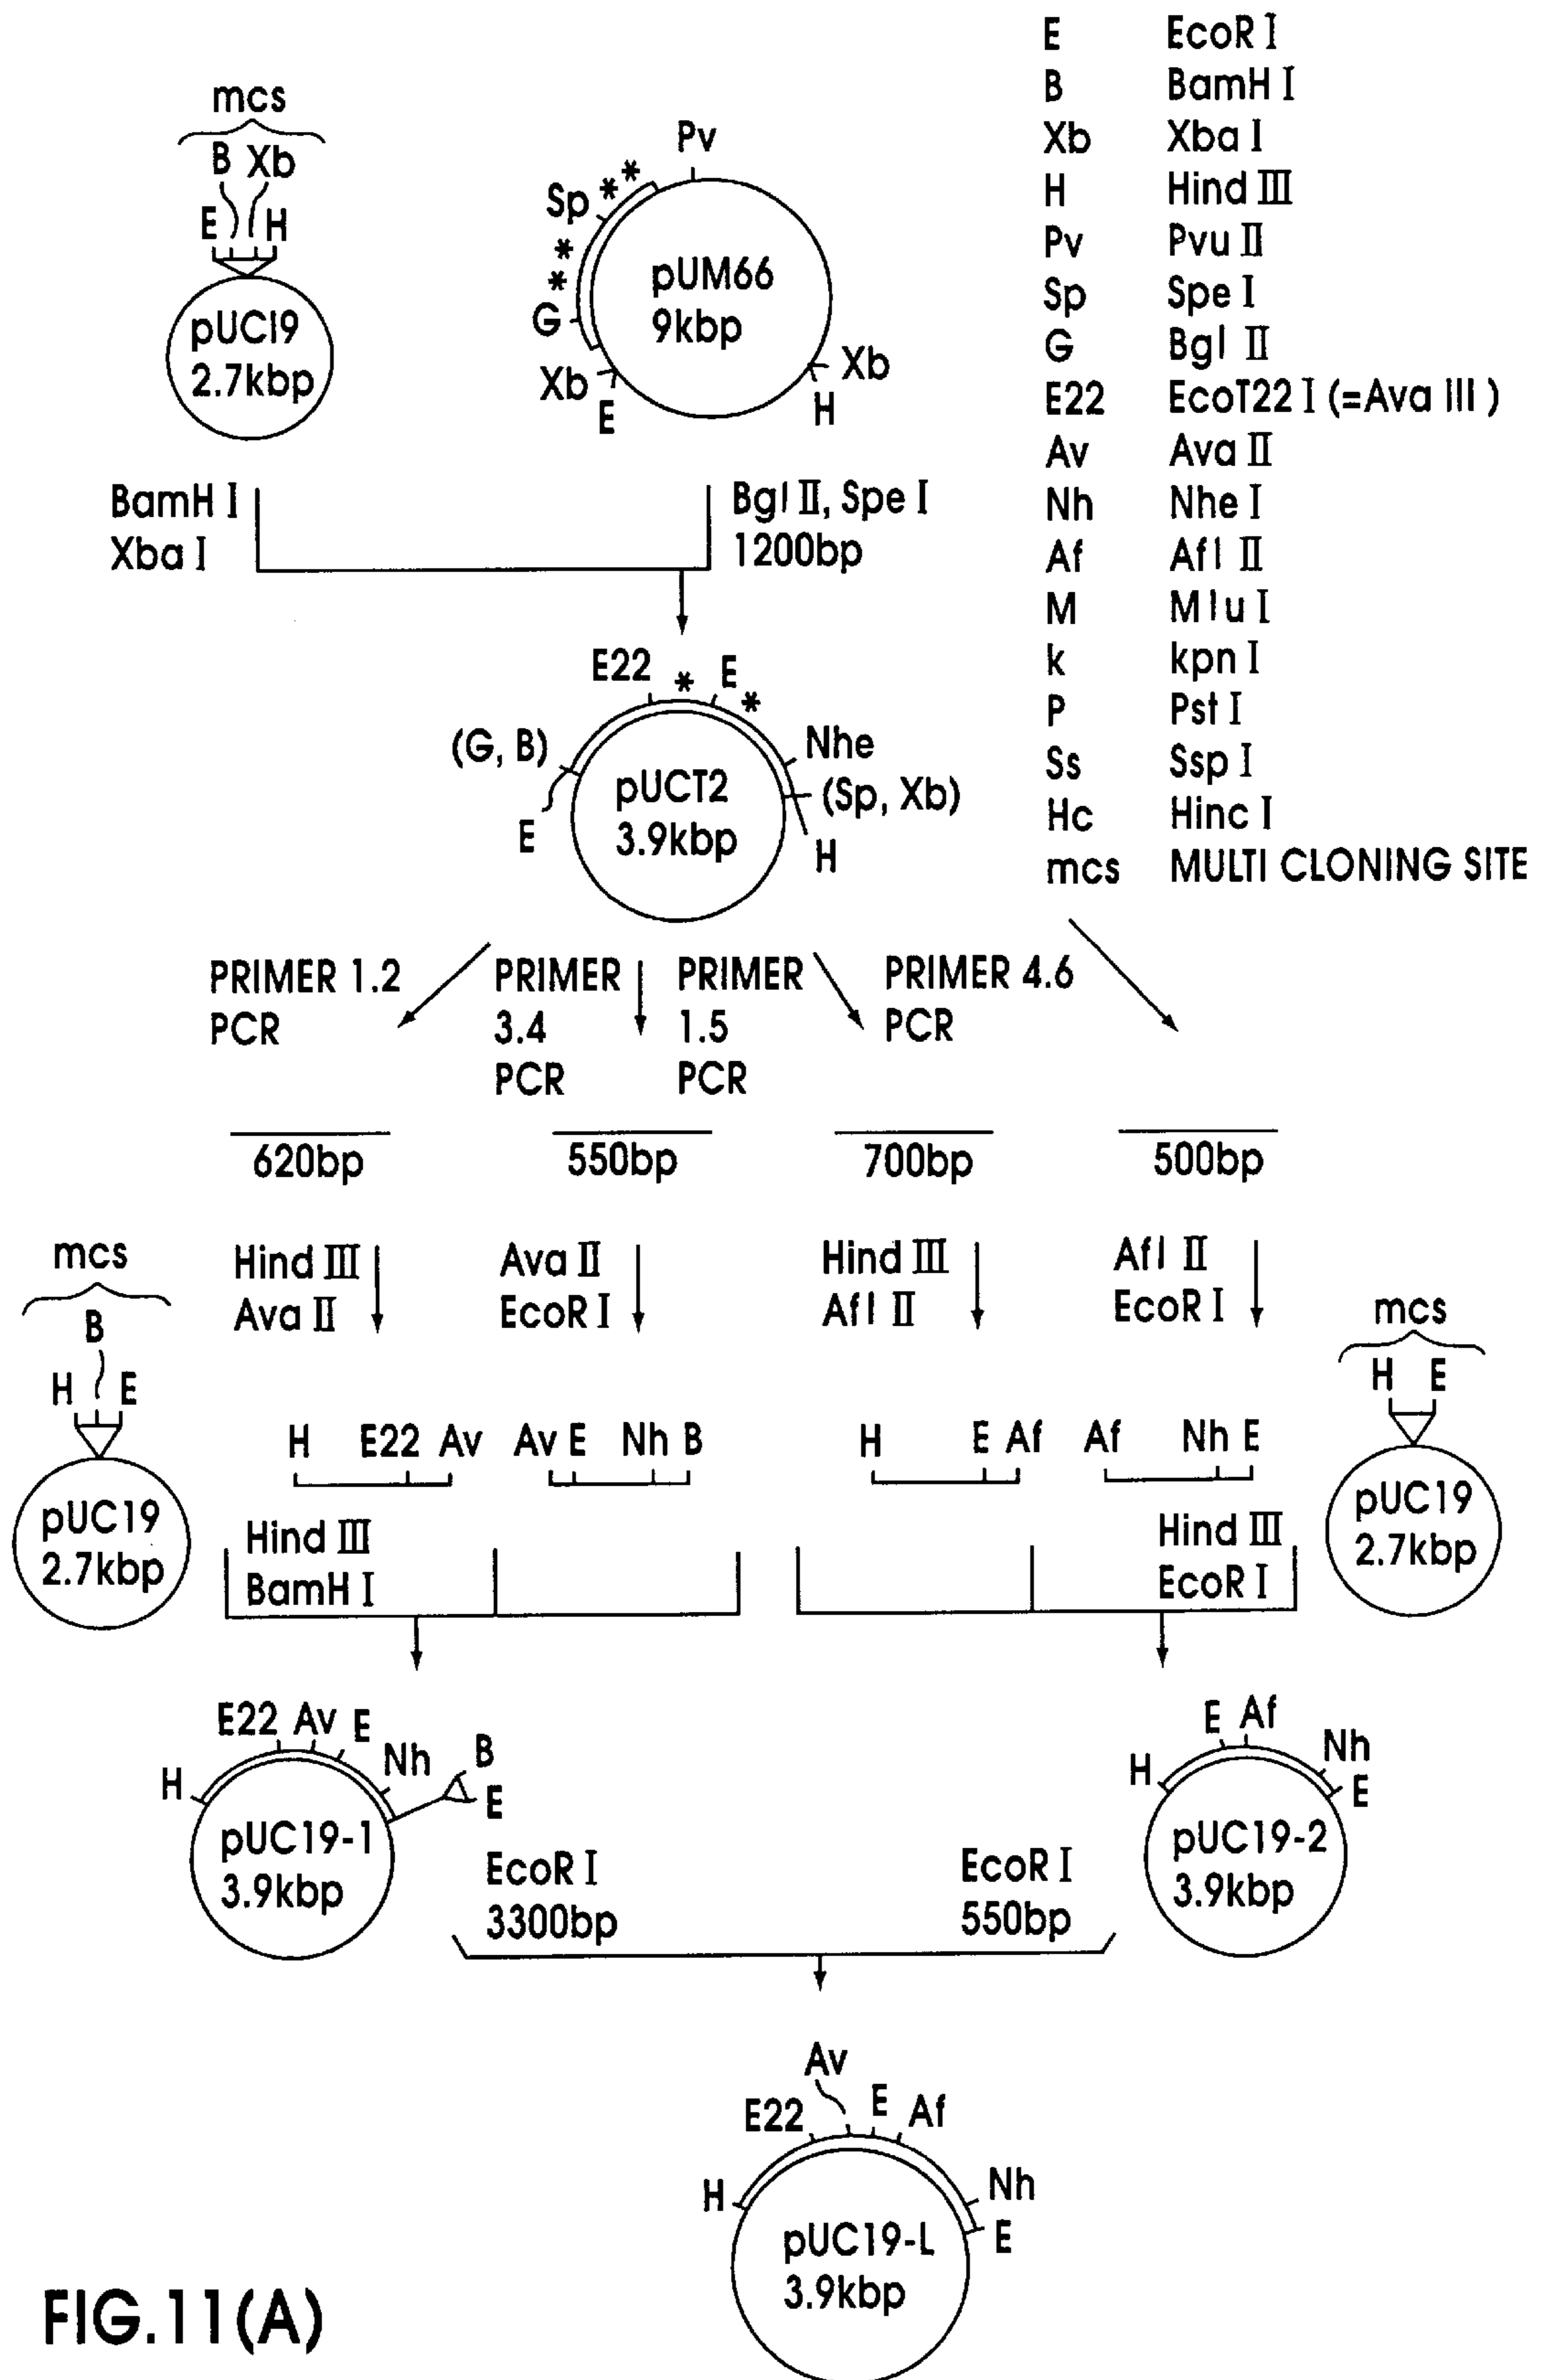 E EcoR I
B BamH I
Xb Xba I
H Hind III
Pv Pvu II
Sp Spe I
G Bgl II
E22 EcoT22 I (=Ava III )
Av Ava II
Nh Nhe I
Af Afl II
M Mlu I
k kpn I
P Pst I
Ss Ssp I
Hc Hinc I
mcs MULTI CLONING SITE
mcs
B Xb
E H
pUCI9
2.7kbp
Pv
* *
Sp
*
*
G
Xb
E
Xb
H
pUM66
9kbp
BamH I
Xba I
Bgl II, Spe I
1200bp
E22 * E *
(G, B)
Nhe
(Sp, Xb)
E
H
pUCT2
3.9kbp
PRIMER 1.2
PCR
PRIMER
3.4
PCR
PRIMER
1.5
PCR
PRIMER 4.6
PCR
620bp
550bp
700bp
500bp
mcs
B
H E
pUC19
2.7kbp
Hind III
Ava II
Ava II
EcoR I
Hind III
Afl II
Afl II
EcoR I
mcs
H E
pUC19
2.7kbp
H E22 Av
Av E Nh B
H E Af
Af Nh E
Hind III
BamH I
Hind III
EcoR I
E22 Av E
H
Nh
B
E
pUC19-1
3.9kbp
E Af
H
Nh
E
pUC19-2
3.9kbp
EcoR I
3300bp
EcoR I
550bp
Av
E22 E Af
H
Nh
E
pUC19-L
3.9kbp
FIG.11(A)